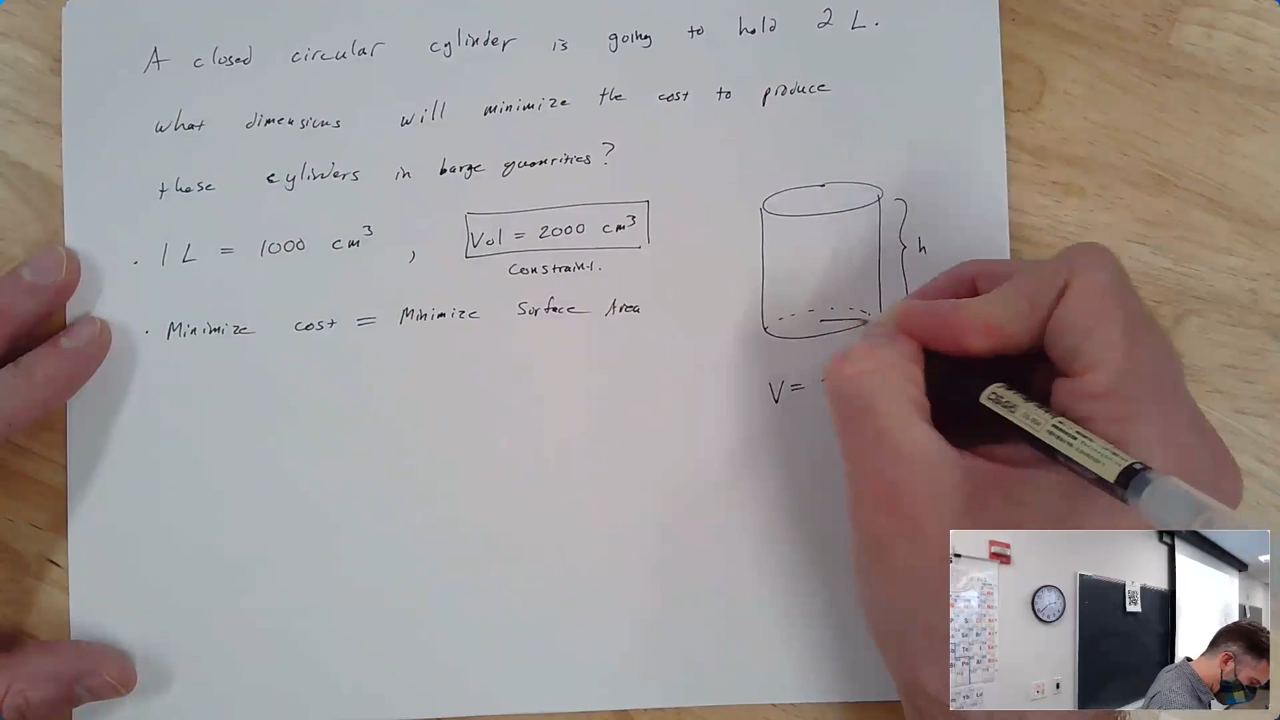 A closed circular cylinder is going to hold 2 L.
what dimensions will minimize the cost to produce
these cylinders in large quantities?
. 1 L = 1000 cm³ , Vol = 2000 cm³
constraint.
h
. Minimize cost = Minimize Surface Area
V =